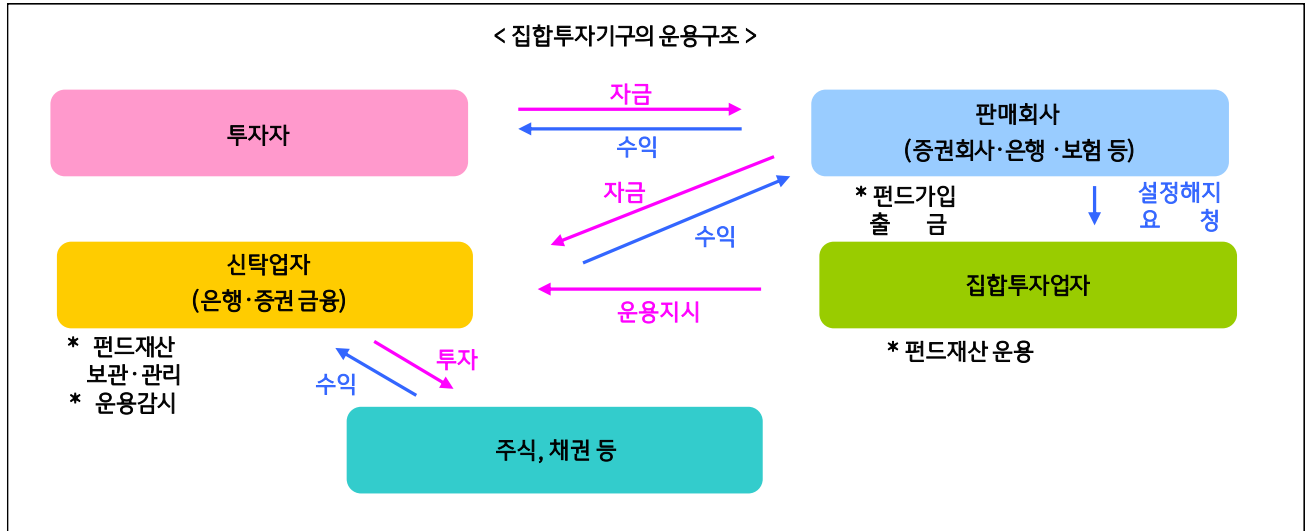 < 집합투자기구의 운용구조 >
투자자
자금
수익
판매회사
(증권회사·은행 ·보험 등)
* 펀드가입
출 금
설정해지
요 청
자금
수익
신탁업자
(은행·증권 금융)
운용지시
집합투자업자
* 펀드재산
보관·관리
* 운용감시
* 펀드재산 운용
투자
수익
주식, 채권 등